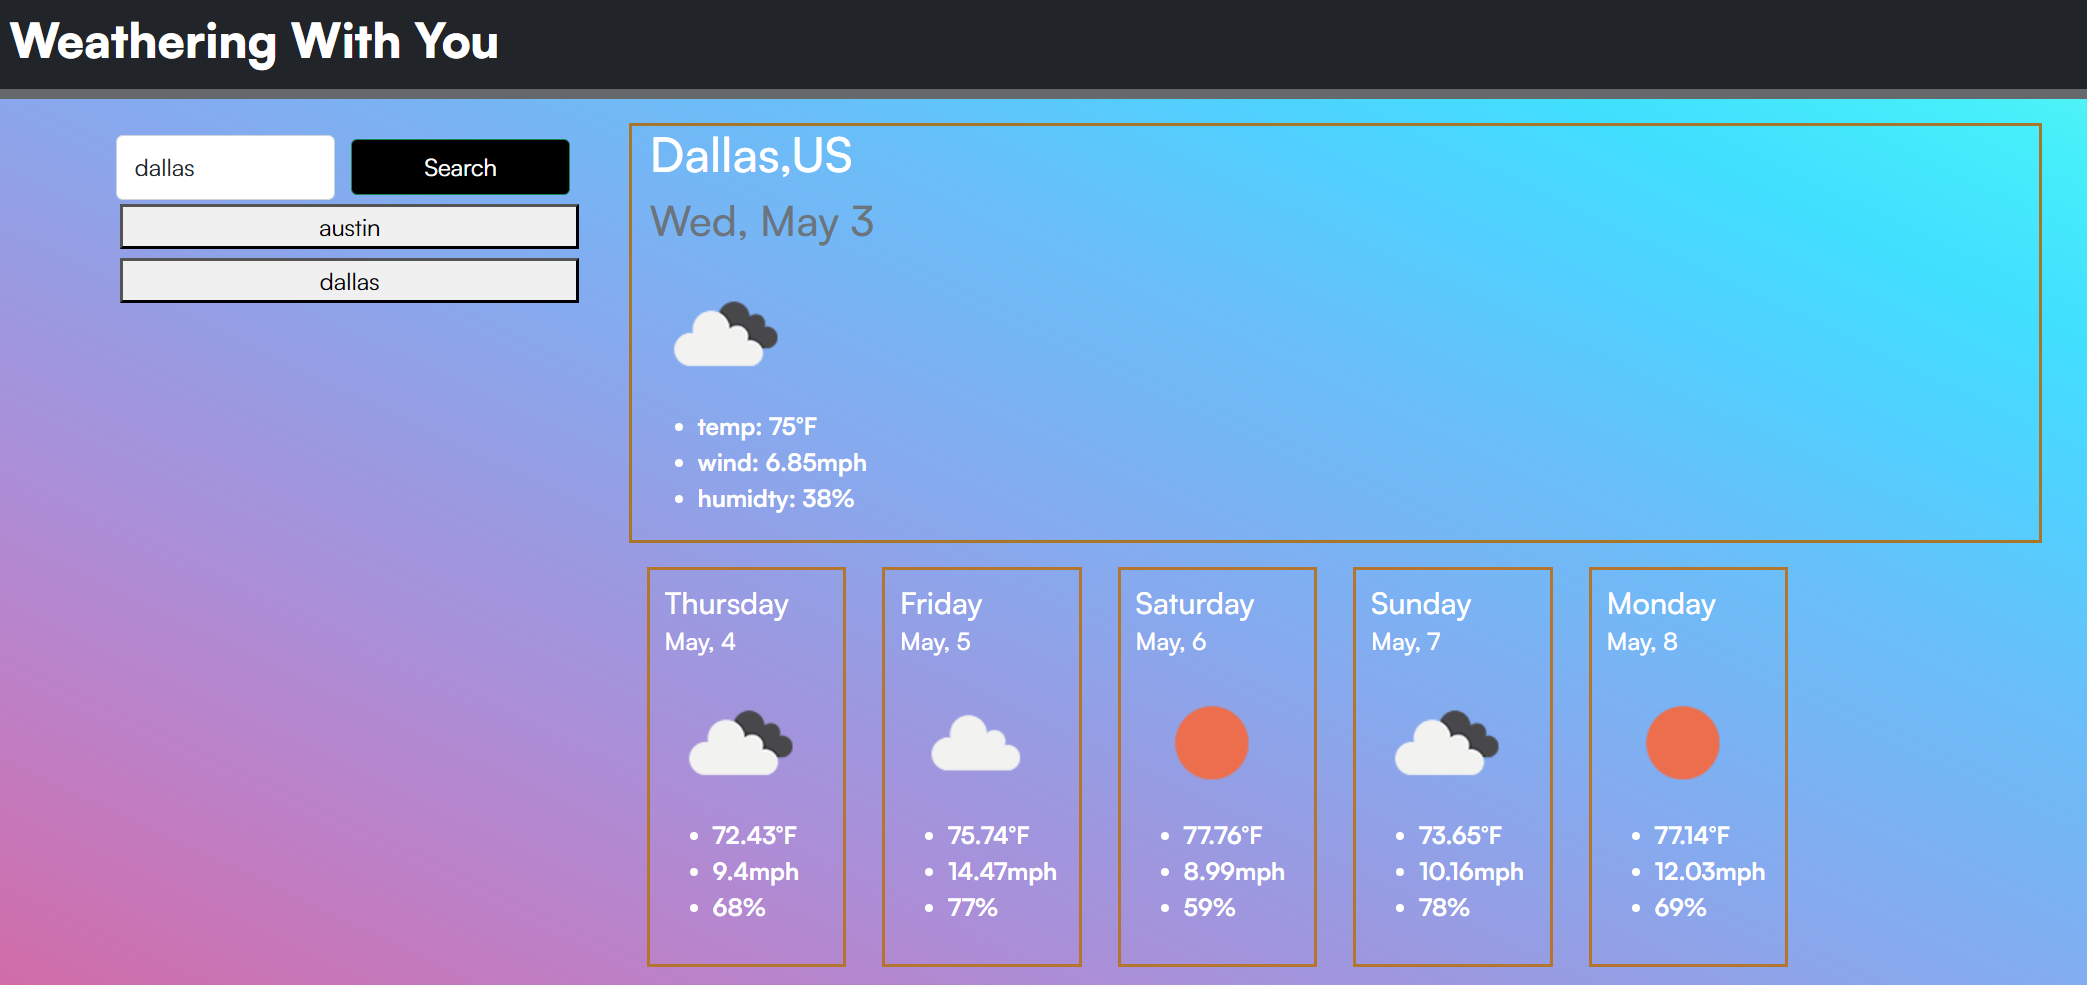 Weathering With You
dallas
Search
austin
dallas
Dallas,US
Wed, May 3
temp: 75°F
wind: 6.85mph
humidty: 38%
Thursday
May, 4
72.43°F
9.4mph
68%
Friday
May, 5
75.74°F
14.47mph
77%
Saturday
May, 6
77.76°F
8.99mph
59%
Sunday
May, 7
73.65°F
10.16mph
78%
Monday
May, 8
77.14°F
12.03mph
69%